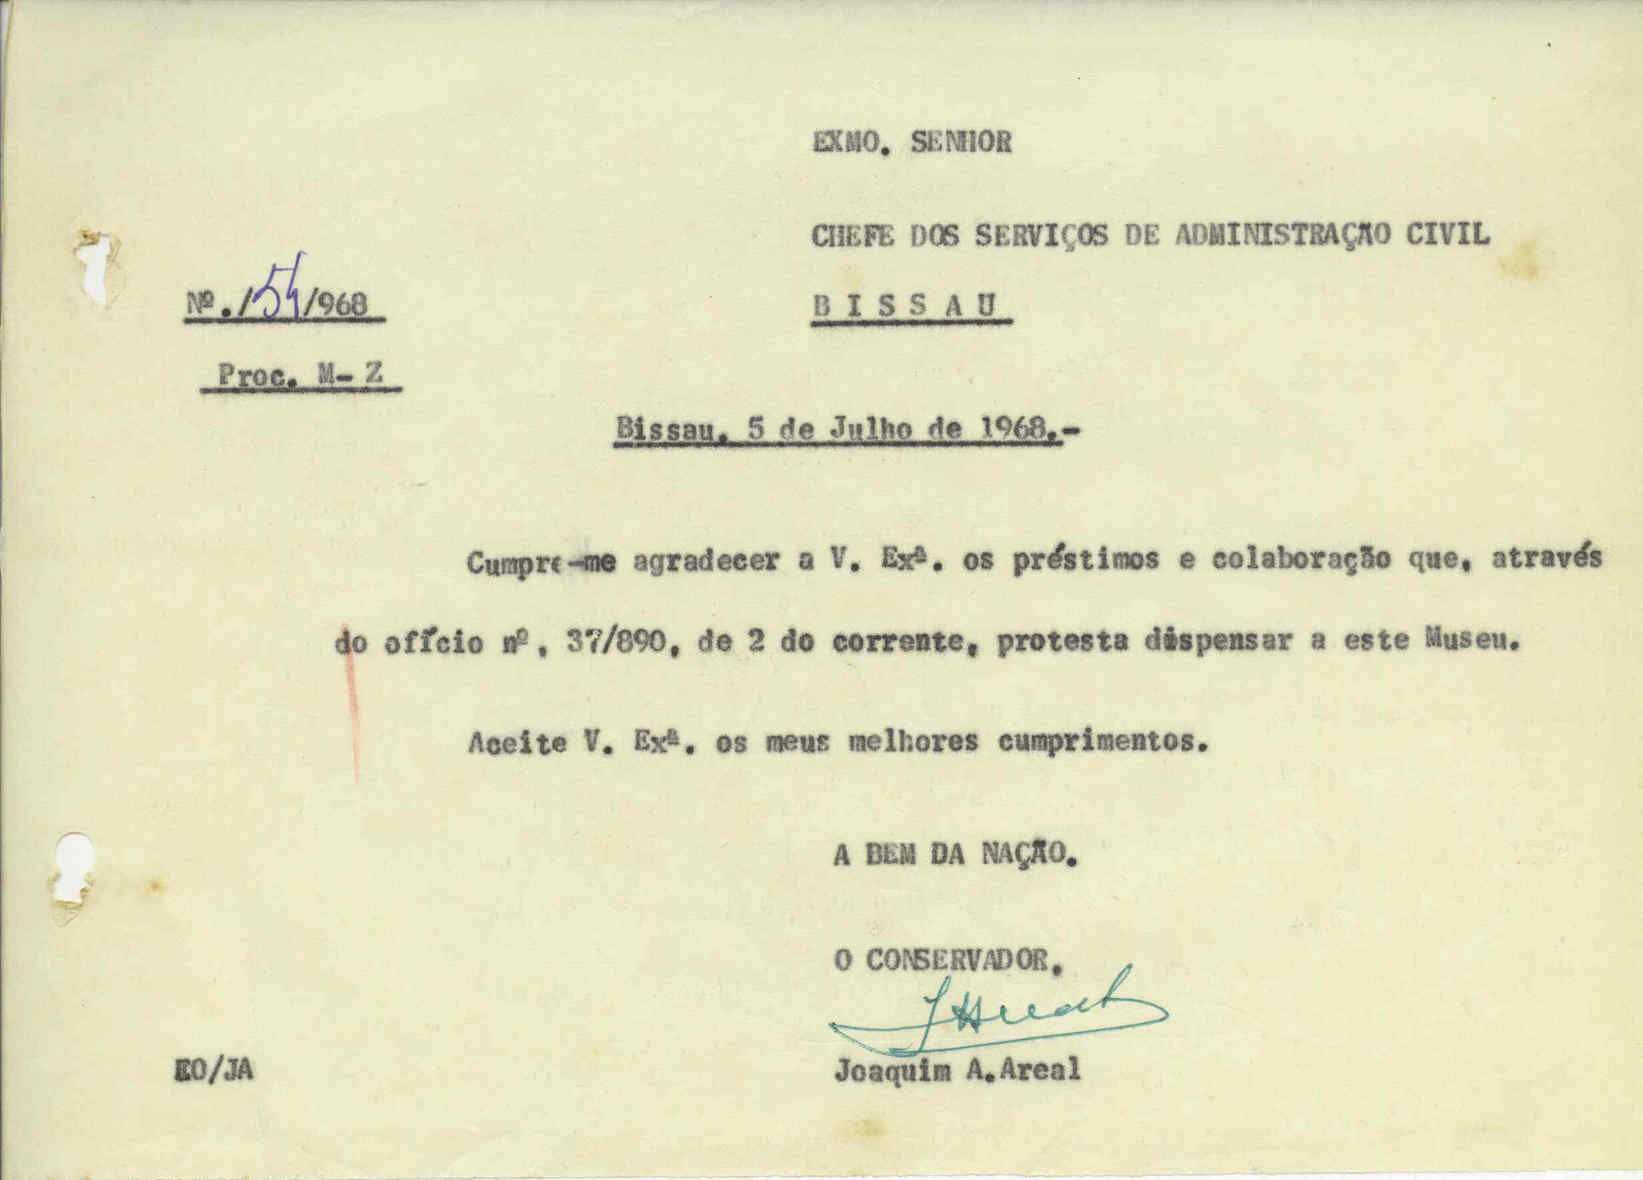 EXMO. SENHOR
CHEFE DOS SERVIÇOS DE ADMINISTRAÇÃO CIVIL
Nº./54/968
BISSAU
Proc. M- Z
Bissau, 5 de Julho de 1968.-
Cumpre-me agradecer a V. Exª. os préstimos e colaboração que, através
do ofício nº. 37/890, de 2 do corrente, protesta dispensar a este Museu.
Aceite V. Exª. os meus melhores cumprimentos.
A BEM DA NAÇÃO.
O CONSERVADOR.
JAreal
EO/JA
Joaquim A.Areal